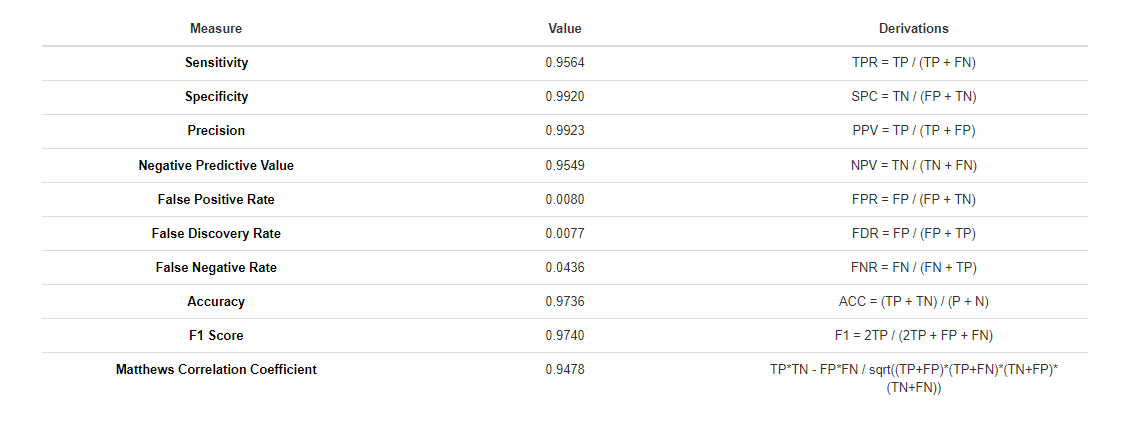 Measure Value Derivations
Sensitivity 0.9564 TPR = TP / (TP + FN)
Specificity 0.9920 SPC = TN / (FP + TN)
Precision 0.9923 PPV = TP / (TP + FP)
Negative Predictive Value 0.9549 NPV = TN / (TN + FN)
False Positive Rate 0.0080 FPR = FP / (FP + TN)
False Discovery Rate 0.0077 FDR = FP / (FP + TP)
False Negative Rate 0.0436 FNR = FN / (FN + TP)
Accuracy 0.9736 ACC = (TP + TN) / (P + N)
F1 Score 0.9740 F1 = 2TP / (2TP + FP + FN)
Matthews Correlation Coefficient 0.9478 TP*TN - FP*FN / sqrt((TP+FP)*(TP+FN)*(TN+FP)*
(TN+FN))